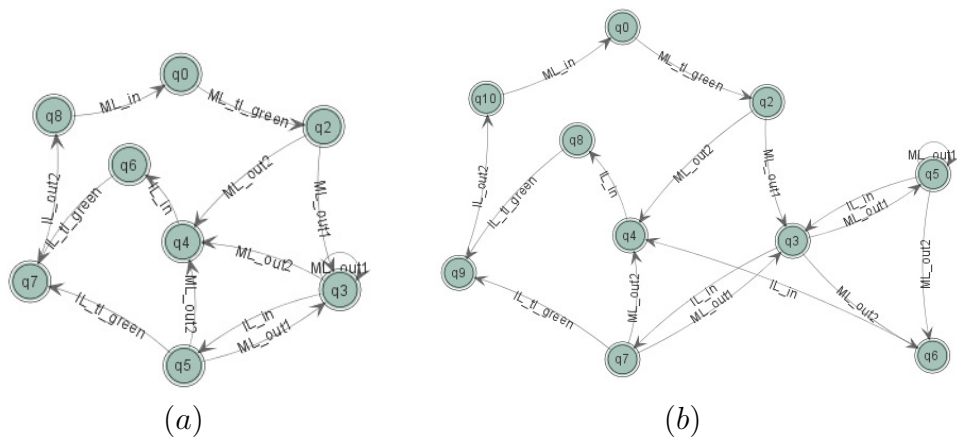 q0
ML_in
ML_tl_green
q8
q2
q6
IL_out2
IL_tl_green
IL_in
ML_out2
ML_out1
q4
ML_out2
ML_out1
q7
q3
IL_tl_green
ML_out2
IL_in
ML_out1
q5
(a)
q0
ML_in
ML_tl_green
q10
q2
q8
ML_out2
ML_out1
ML_out1
q5
IL_out2
IL_tl_green
IL_in
IL_in
ML_out1
q4
q3
q9
ML_out2
IL_tl_green
ML_out2
IL_in
ML_out1
IL_in
ML_out2
q7
q6
(b)